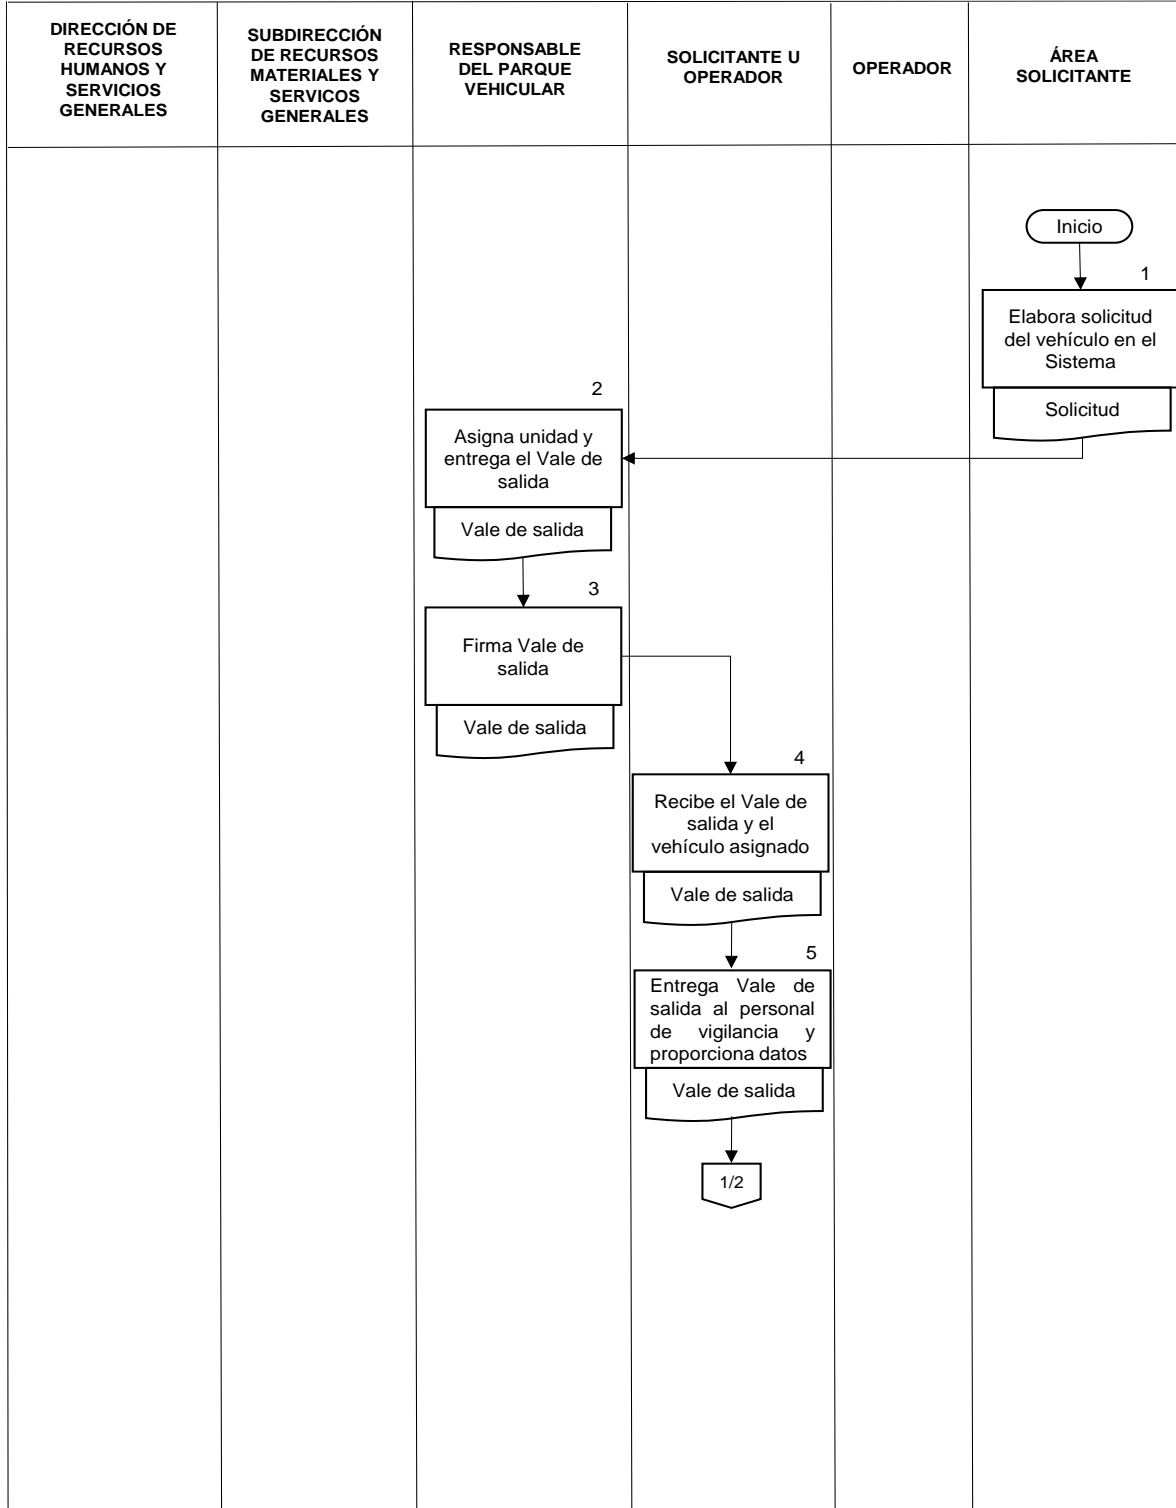 DIRECCIÓN DE
RECURSOS
HUMANOS Y
SERVICIOS
GENERALES
SUBDIRECCIÓN
DE RECURSOS
MATERIALES Y
SERVICOS
GENERALES
RESPONSABLE
DEL PARQUE
VEHICULAR
SOLICITANTE U
OPERADOR
OPERADOR
ÁREA
SOLICITANTE
Inicio
1
Elabora solicitud
del vehículo en el
Sistema
Solicitud
2
Asigna unidad y
entrega el Vale de
salida
Vale de salida
3
Firma Vale de
salida
Vale de salida
4
Recibe el Vale de
salida y el
vehículo asignado
Vale de salida
5
Entrega Vale de
salida al personal
de vigilancia y
proporciona datos
Vale de salida
1/2